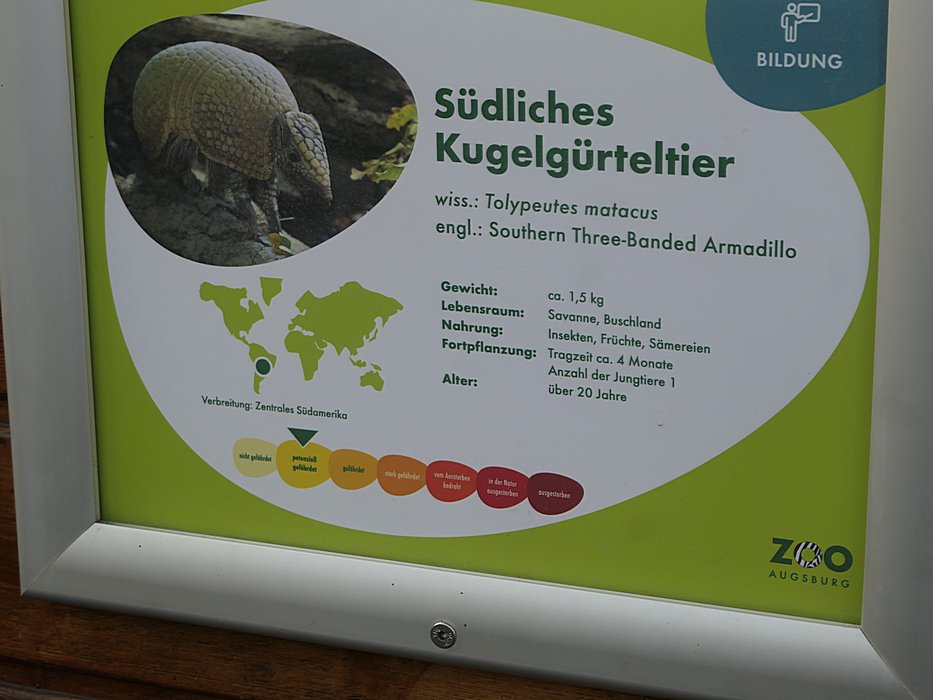 BILDUNG
Südliches
Kugelgürteltier
wiss.: Tolypeutes matacus
engl.: Southern Three-Banded Armadillo
Gewicht: ca. 1,5 kg
Lebensraum: Savanne, Buschland
Nahrung: Insekten, Früchte, Sämereien
Fortpflanzung: Tragzeit ca. 4 Monate
Anzahl der Jungtiere 1
Alter: über 20 Jahre
Verbreitung: Zentrales Südamerika
nicht gefährdet
potenziell
gefährdet
gefährdet
stark gefährdet
vom Aussterben
bedroht
in der Natur
ausgestorben
ausgestorben
ZOO
AUGSBURG